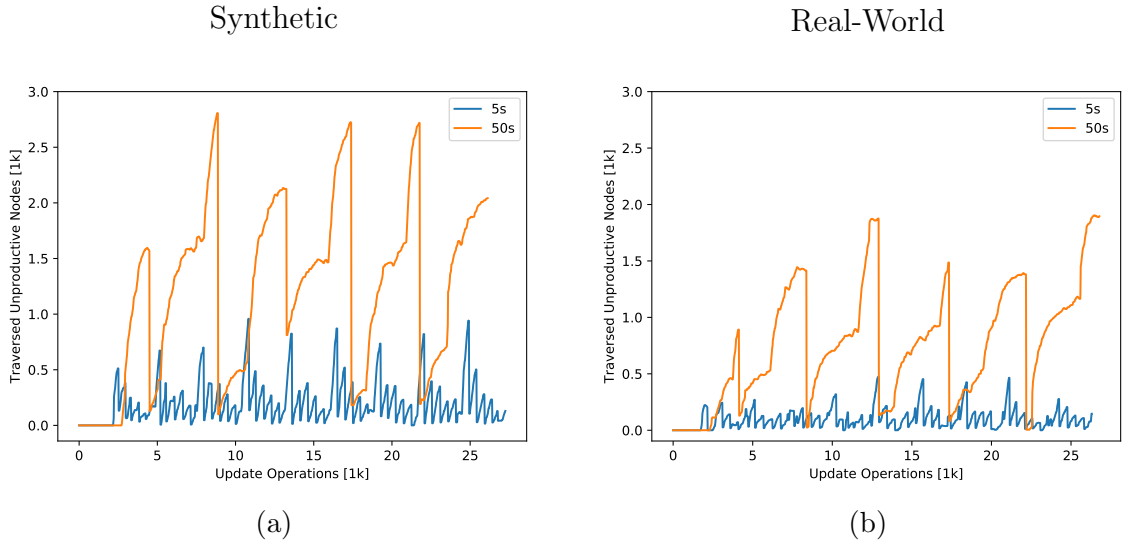 Synthetic
Real-World
3.0
2.5
2.0
1.5
1.0
0.5
0.0
Traversed Unproductive Nodes [1k]
5s
50s
0 5 10 15 20 25
Update Operations [1k]
(a)
3.0
2.5
2.0
1.5
1.0
0.5
0.0
Traversed Unproductive Nodes [1k]
5s
50s
0 5 10 15 20 25
Update Operations [1k]
(b)